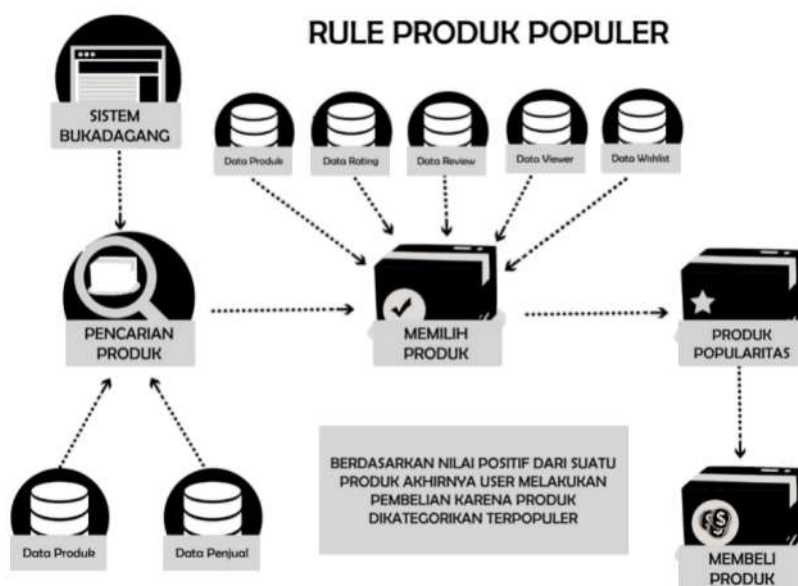 RULE PRODUK POPULER
SISTEM
BUKADAGANG
Data Produk
Data Rating
Data Review
Data Viewer
Data Wishlist
PENCARIAN
PRODUK
MEMILIH
PRODUK
PRODUK
POPULARITAS
BERDASARKAN NILAI POSITIF DARI SUATU
PRODUK AKHIRNYA USER MELAKUKAN
PEMBELIAN KARENA PRODUK
DIKATEGORIKAN TERPOPULER
Data Produk
Data Penjual
MEMBELI
PRODUK